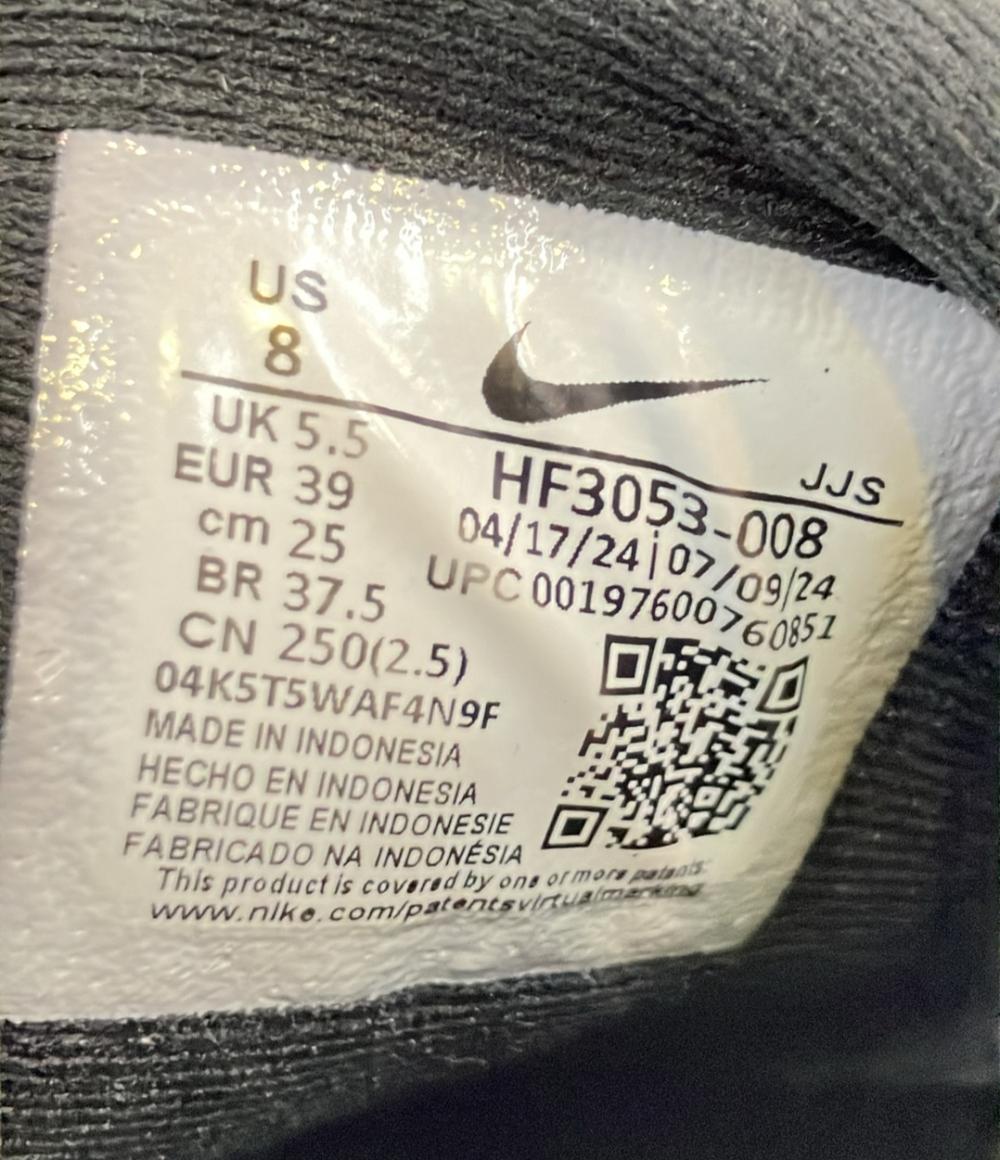 US
8
UK 5.5
EUR 39
cm 25
BR 37.5
CN 250(2.5)
04K5T5WAF4N9F
MADE IN INDONESIA
HECHO EN INDONESIA
FABRIQUE EN INDONESIE
FABRICADO NA INDONÉSIA
This product is covered by one or more patents:
www.nike.com/patentsvirtualmarking
JJS
HF3053-008
04/17/24|07/09/24
UPC 00197600760851